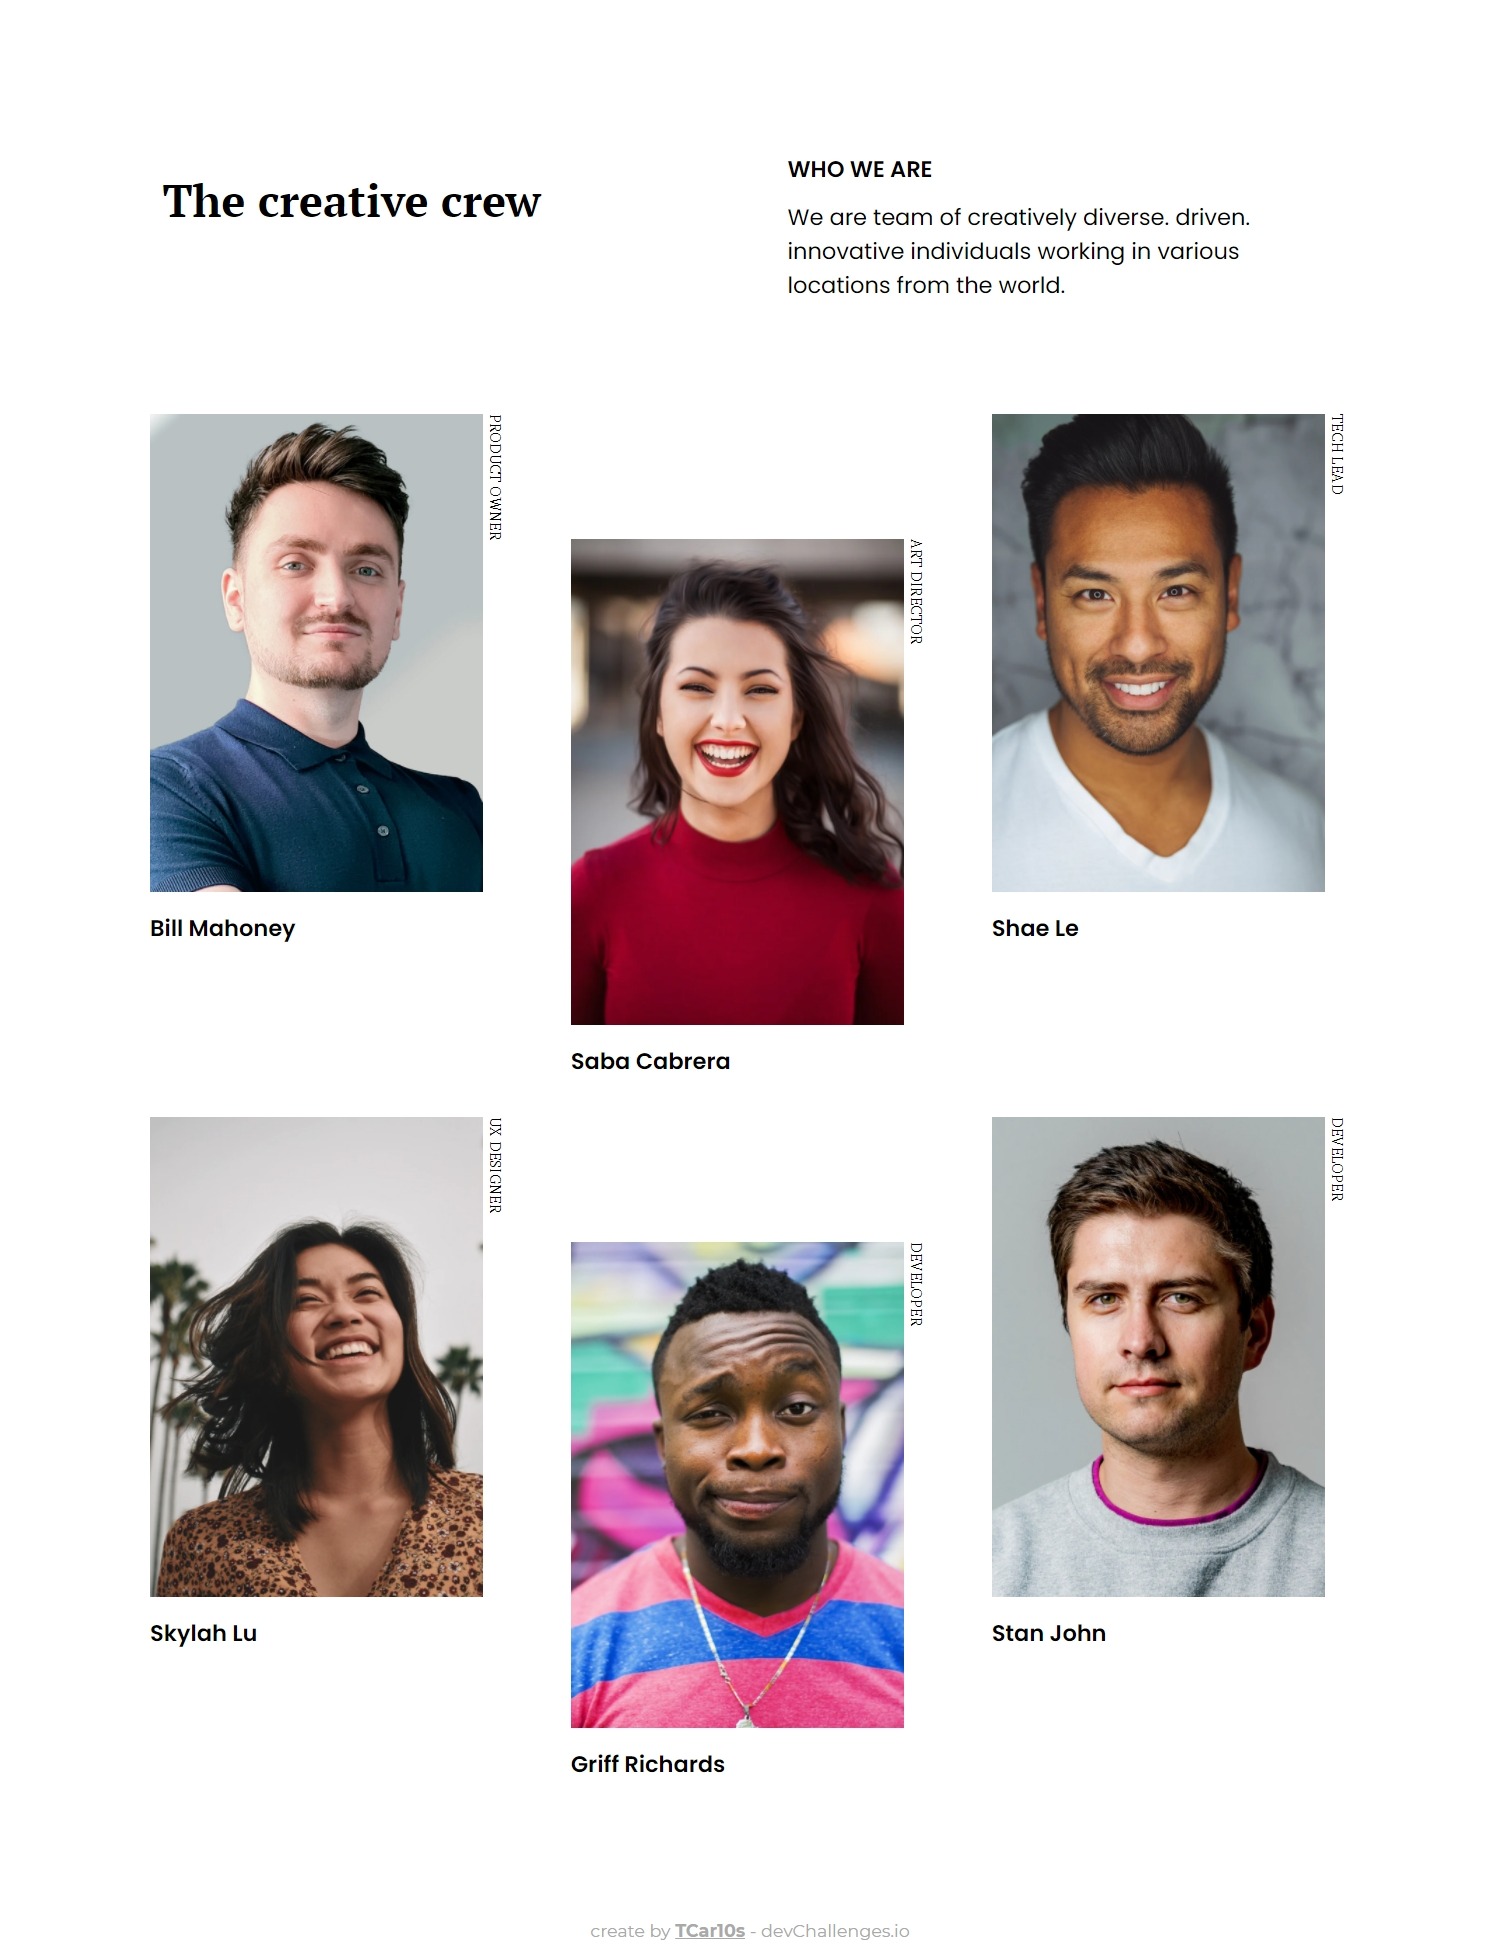 The creative crew
WHO WE ARE
We are team of creatively diverse. driven.
innovative individuals working in various
locations from the world.
PRODUCT OWNER
Bill Mahoney
ART DIRECTOR
Saba Cabrera
TECH LEAD
Shae Le
UX DESIGNER
Skylah Lu
DEVELOPER
Griff Richards
DEVELOPER
Stan John
create by TCar10s - devChallenges.io